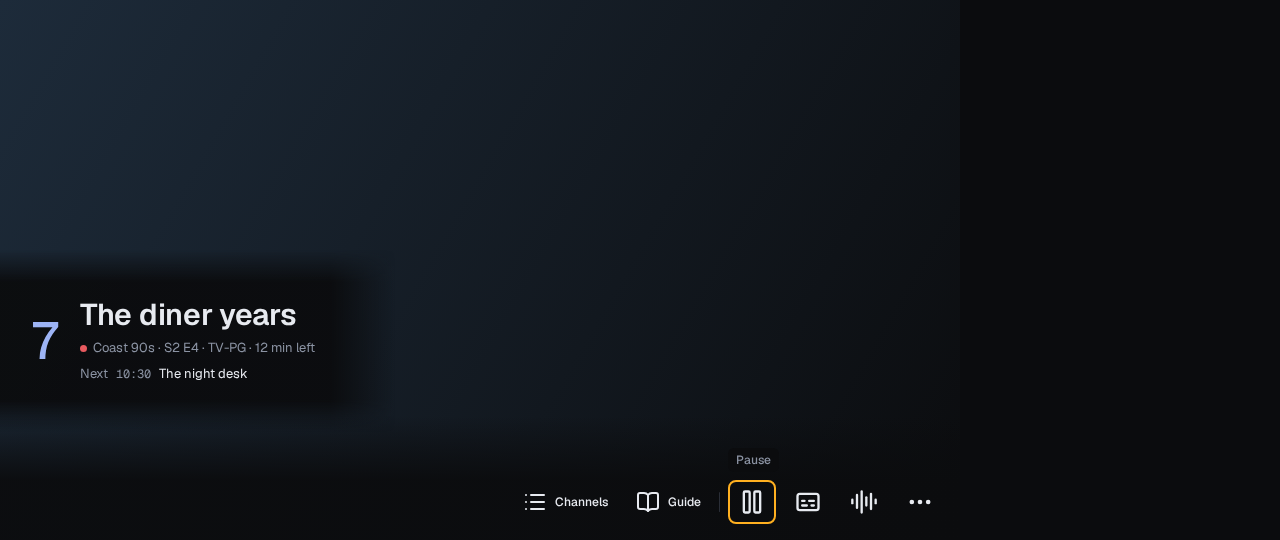 7
The diner years
Coast 90s · S2 E4 · TV-PG · 12 min left
Next 10:30 The night desk
Pause
Channels
Guide